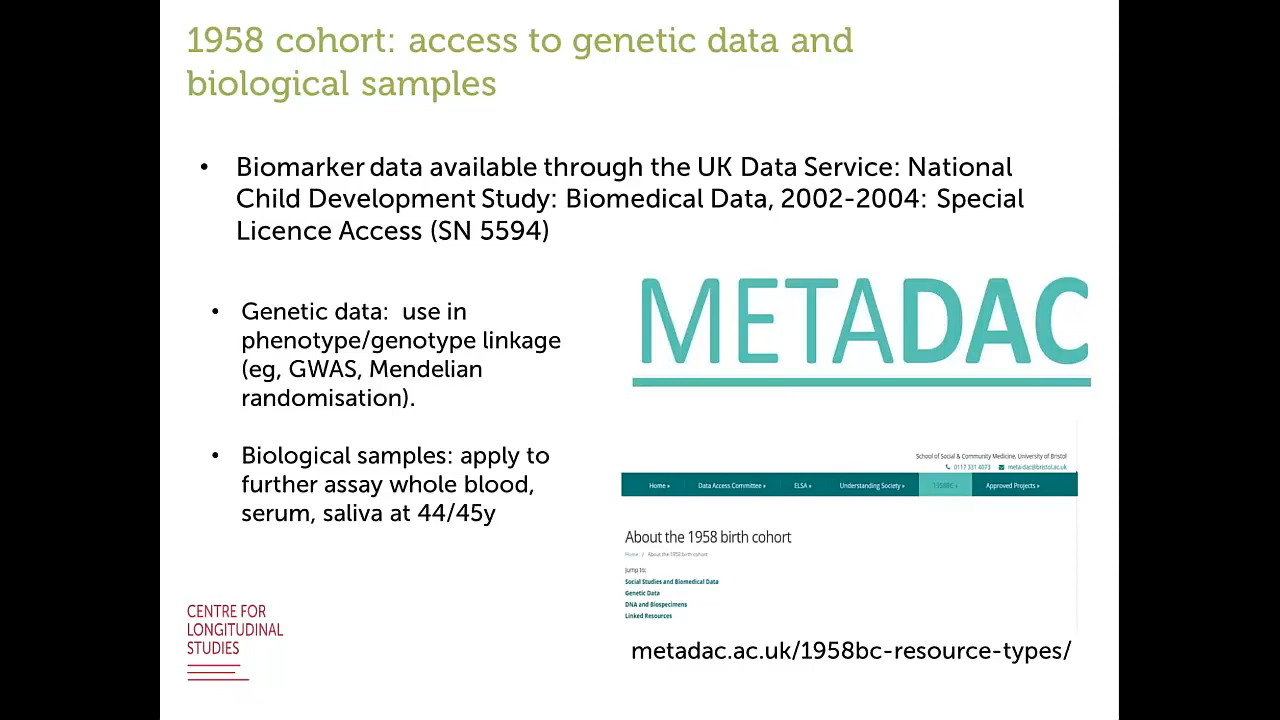 1958 cohort: access to genetic data and
biological samples
• Biomarker data available through the UK Data Service: National
Child Development Study: Biomedical Data, 2002-2004: Special
Licence Access (SN 5594)
• Genetic data: use in
phenotype/genotype linkage
(eg, GWAS, Mendelian
randomisation).
• Biological samples: apply to
further assay whole blood,
serum, saliva at 44/45y
METADAC
School of Social & Community Medicine, University of Bristol
0117 331 4073 meta-dac@bristol.ac.uk
Home » Data Access Committee » ELSA » Understanding Society » 1958BC » Approved Projects »
About the 1958 birth cohort
Home / About the 1958 birth cohort
Jump to:
Social Studies and Biomedical Data
Genetic Data
DNA and Biospecimens
Linked Resources
metadac.ac.uk/1958bc-resource-types/
CENTRE FOR
LONGITUDINAL
STUDIES